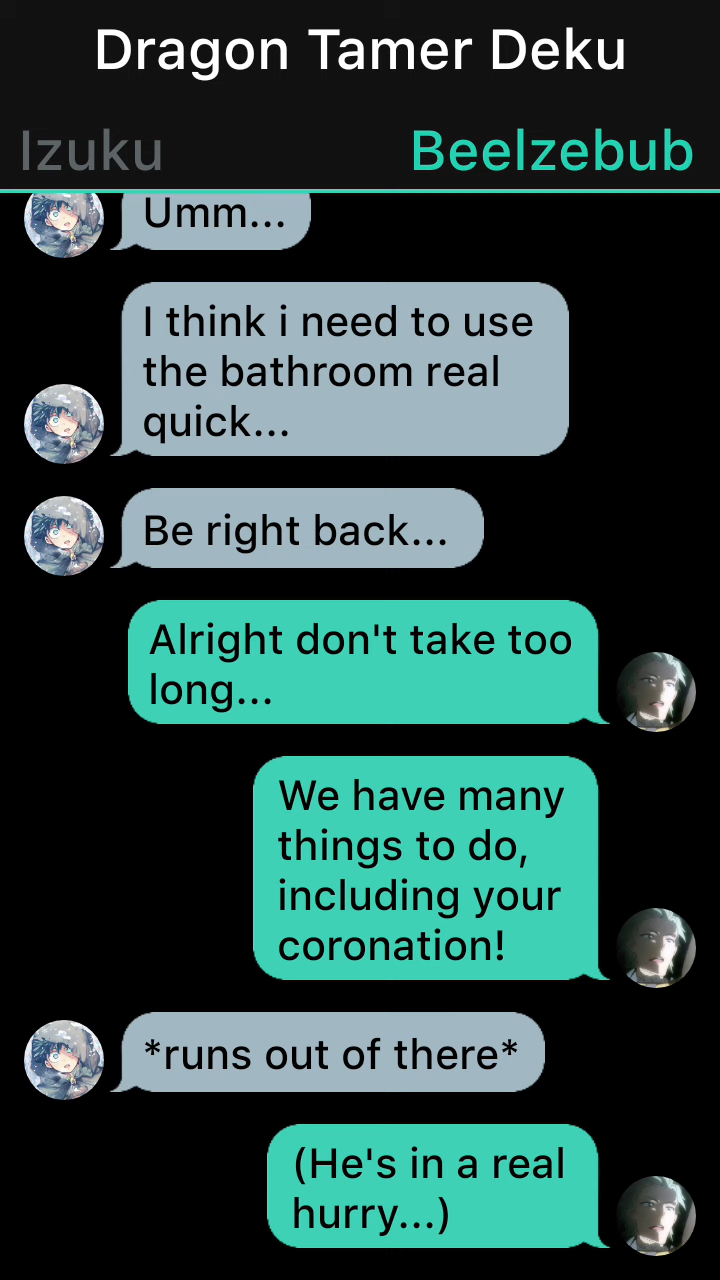 Dragon Tamer Deku
Izuku
Beelzebub
Umm...
I think i need to use
the bathroom real
quick...
Be right back...
Alright don't take too
long...
We have many
things to do,
including your
coronation!
*runs out of there*
(He's in a real
hurry...)